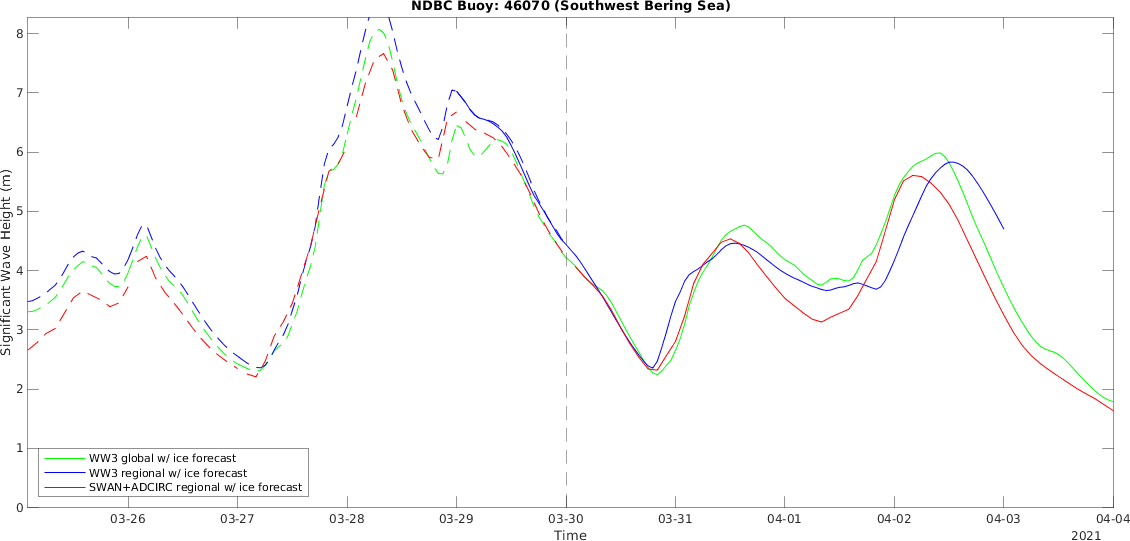 NDBC Buoy: 46070 (Southwest Bering Sea)
Significant Wave Height (m)
8
7
6
5
4
3
2
1
0
WW3 global w/ ice forecast
WW3 regional w/ ice forecast
SWAN+ADCIRC regional w/ ice forecast
03-26 03-27 03-28 03-29 03-30 03-31 04-01 04-02 04-03 04-04
Time
2021